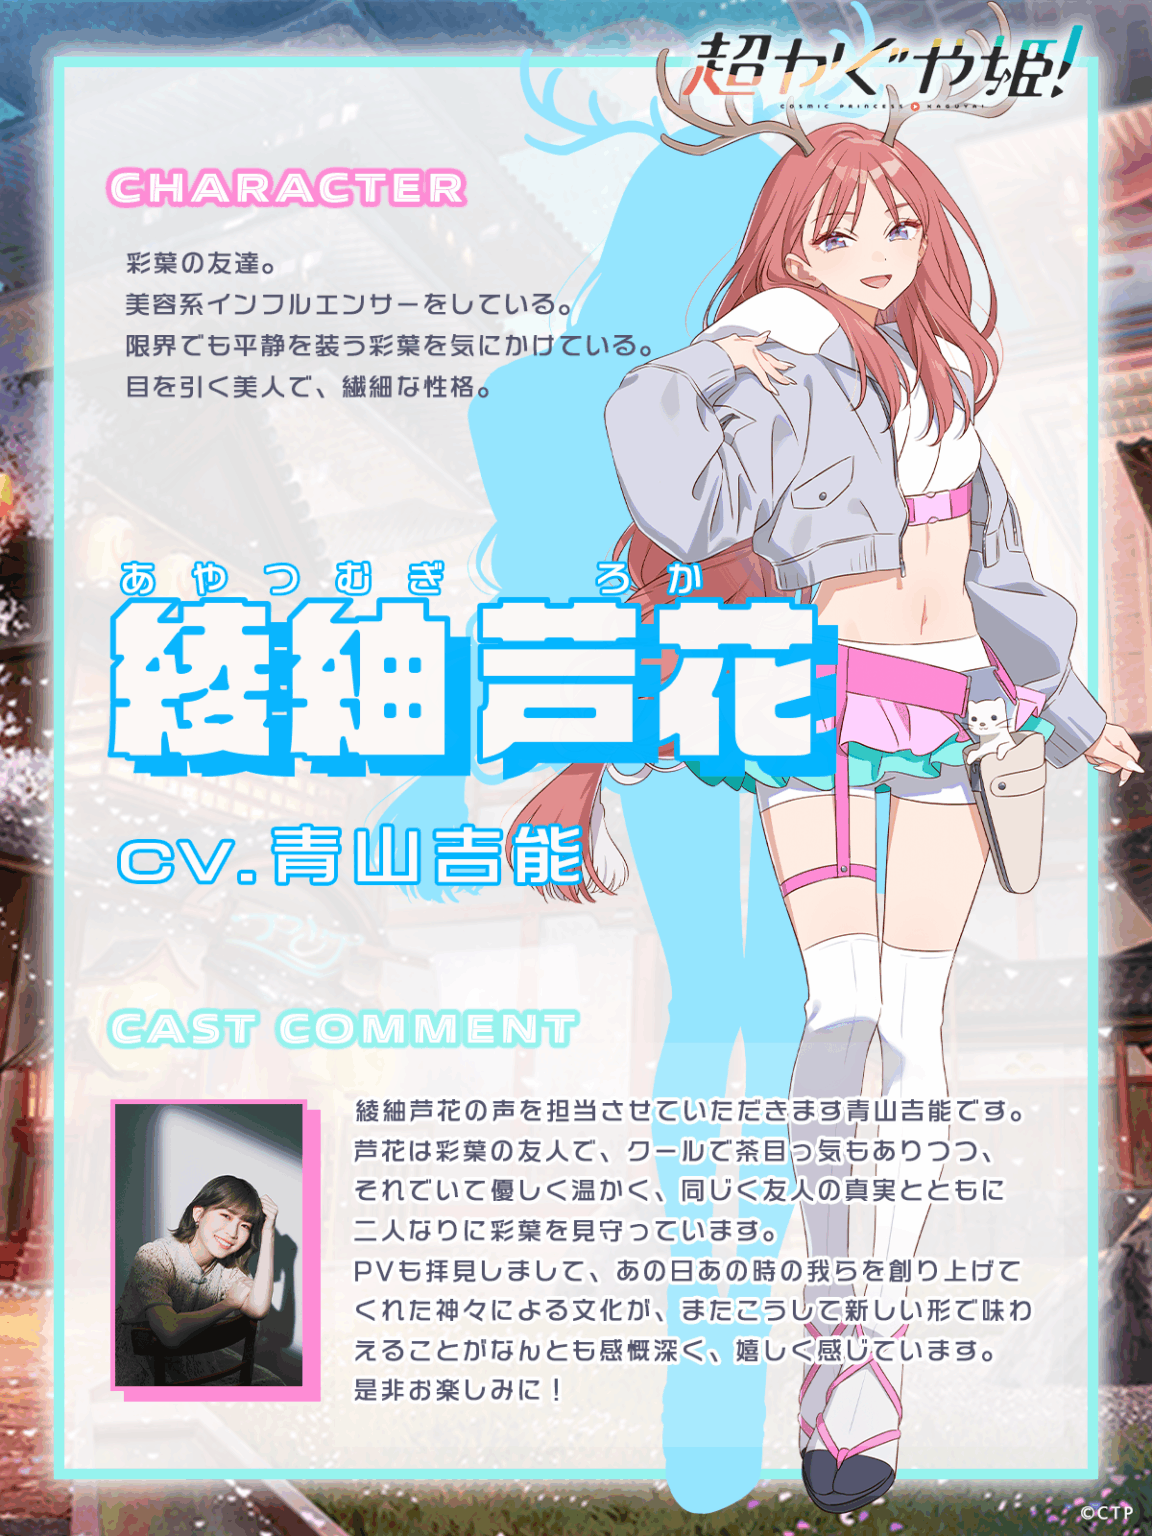 超かぐや姫!
COSMIC PRINCESS KAGUYA!
CHARACTER
彩葉の友達。
美容系インフルエンサーをしている。
限界でも平静を装う彩葉を気にかけている。
目を引く美人で、繊細な性格。
あやつむぎ ろか
綾紬 芦花
CV.青山吉能
CAST COMMENT
綾紬芦花の声を担当させていただきます青山吉能です。
芦花は彩葉の友人で、クールで茶目っ気もありつつ、
それでいて優しく温かく、同じく友人の真実とともに
二人なりに彩葉を見守っています。
PVも拝見しまして、あの日あの時の我らを創り上げて
くれた神々による文化が、またこうして新しい形で味わ
えることがなんとも感慨深く、嬉しく感じています。
是非お楽しみに！
©CTP